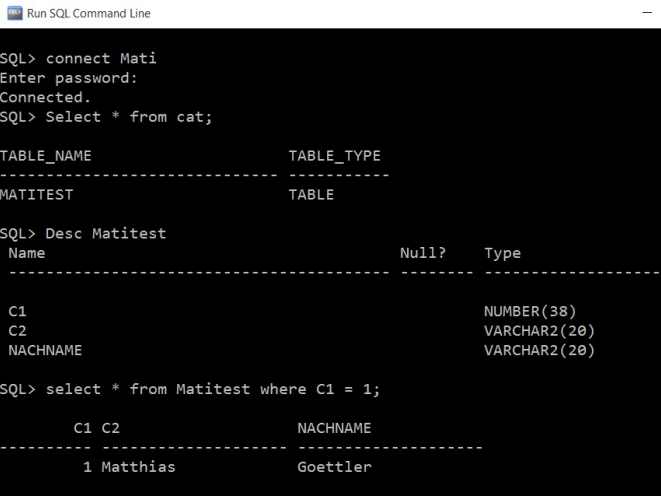 Run SQL Command Line
SQL> connect Mati
Enter password:
Connected.
SQL> Select * from cat;
TABLE_NAME                     TABLE_TYPE
------------------------------ -----------
MATITEST                       TABLE
SQL> Desc Matitest
 Name                                      Null?    Type
 ----------------------------------------- -------- -------------------
 C1                                                 NUMBER(38)
 C2                                                 VARCHAR2(20)
 NACHNAME                                           VARCHAR2(20)
SQL> select * from Matitest where C1 = 1;
        C1 C2                   NACHNAME
---------- -------------------- --------------------
         1 Matthias             Goettler